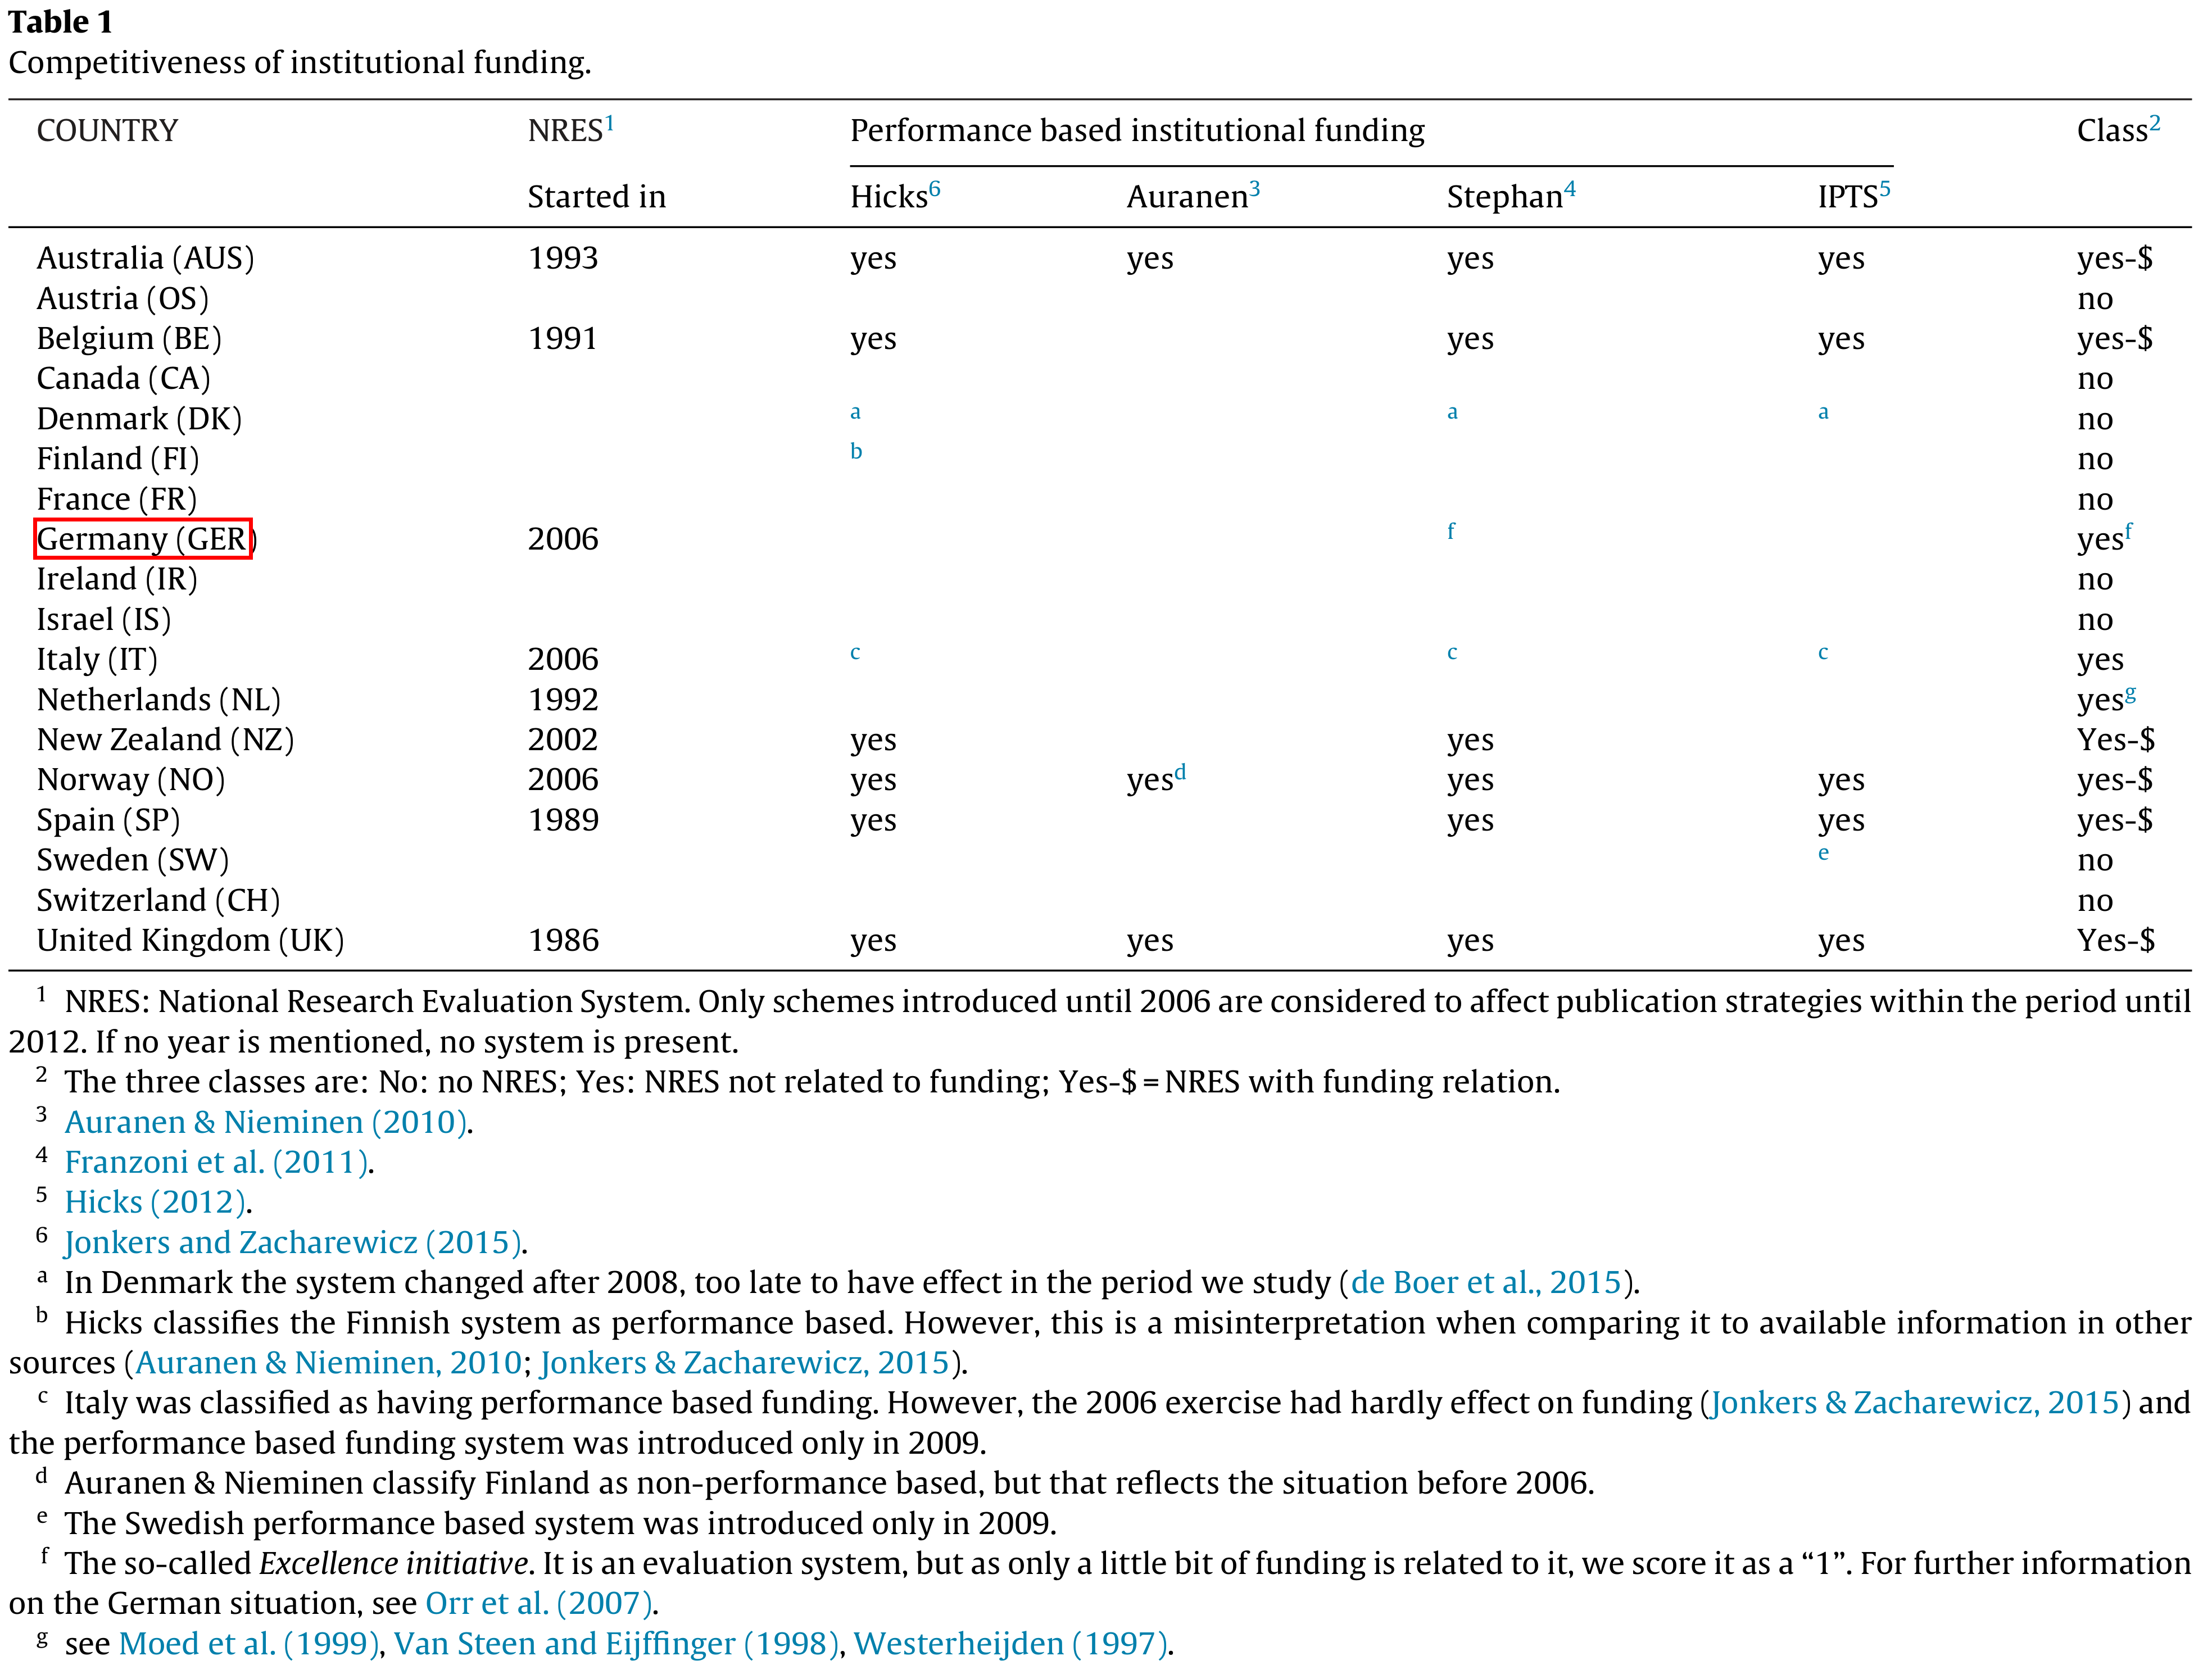 Table 1
Competitiveness of institutional funding.
COUNTRY NRES1 Performance based institutional funding Class2
Started in Hicks6 Auranen3 Stephan4 IPTS5
Australia (AUS) 1993 yes yes yes yes yes-$
Austria (OS) no
Belgium (BE) 1991 yes yes yes yes-$
Canada (CA) no
Denmark (DK) a a a no
Finland (FI) b no
France (FR) no
Germany (GER) 2006 f yesf
Ireland (IR) no
Israel (IS) no
Italy (IT) 2006 c c c yes
Netherlands (NL) 1992 yesg
New Zealand (NZ) 2002 yes yes Yes-$
Norway (NO) 2006 yes yesd yes yes yes-$
Spain (SP) 1989 yes yes yes yes-$
Sweden (SW) e no
Switzerland (CH) no
United Kingdom (UK) 1986 yes yes yes yes Yes-$
1 NRES: National Research Evaluation System. Only schemes introduced until 2006 are considered to affect publication strategies within the period until
2012. If no year is mentioned, no system is present.
2 The three classes are: No: no NRES; Yes: NRES not related to funding; Yes-$ = NRES with funding relation.
3 Auranen & Nieminen (2010).
4 Franzoni et al. (2011).
5 Hicks (2012).
6 Jonkers and Zacharewicz (2015).
a In Denmark the system changed after 2008, too late to have effect in the period we study (de Boer et al., 2015).
b Hicks classifies the Finnish system as performance based. However, this is a misinterpretation when comparing it to available information in other
sources (Auranen & Nieminen, 2010; Jonkers & Zacharewicz, 2015).
c Italy was classified as having performance based funding. However, the 2006 exercise had hardly effect on funding (Jonkers & Zacharewicz, 2015) and
the performance based funding system was introduced only in 2009.
d Auranen & Nieminen classify Finland as non-performance based, but that reflects the situation before 2006.
e The Swedish performance based system was introduced only in 2009.
f The so-called Excellence initiative. It is an evaluation system, but as only a little bit of funding is related to it, we score it as a “1”. For further information
on the German situation, see Orr et al. (2007).
g see Moed et al. (1999), Van Steen and Eijffinger (1998), Westerheijden (1997).